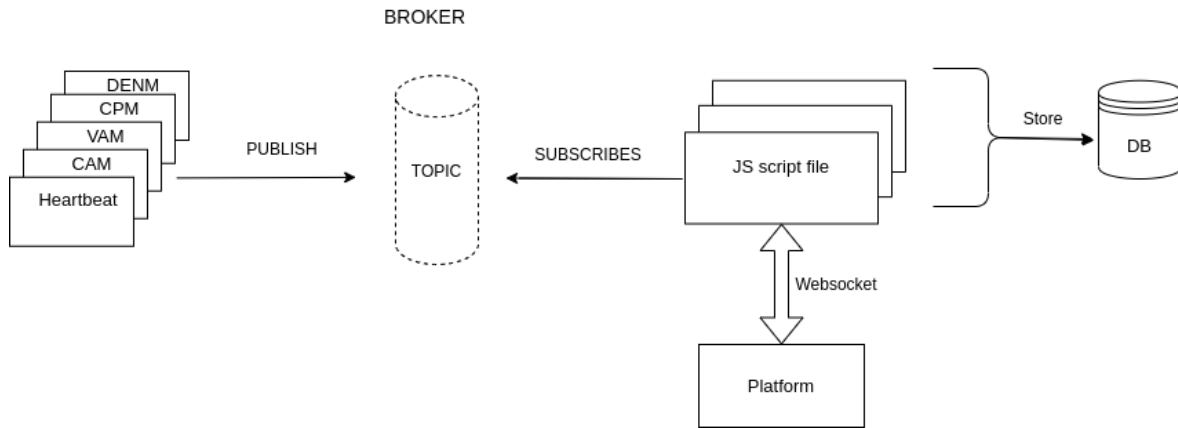 BROKER
DENM
CPM
VAM
CAM
Heartbeat
PUBLISH
TOPIC
SUBSCRIBES
JS script file
Store
DB
Websocket
Platform